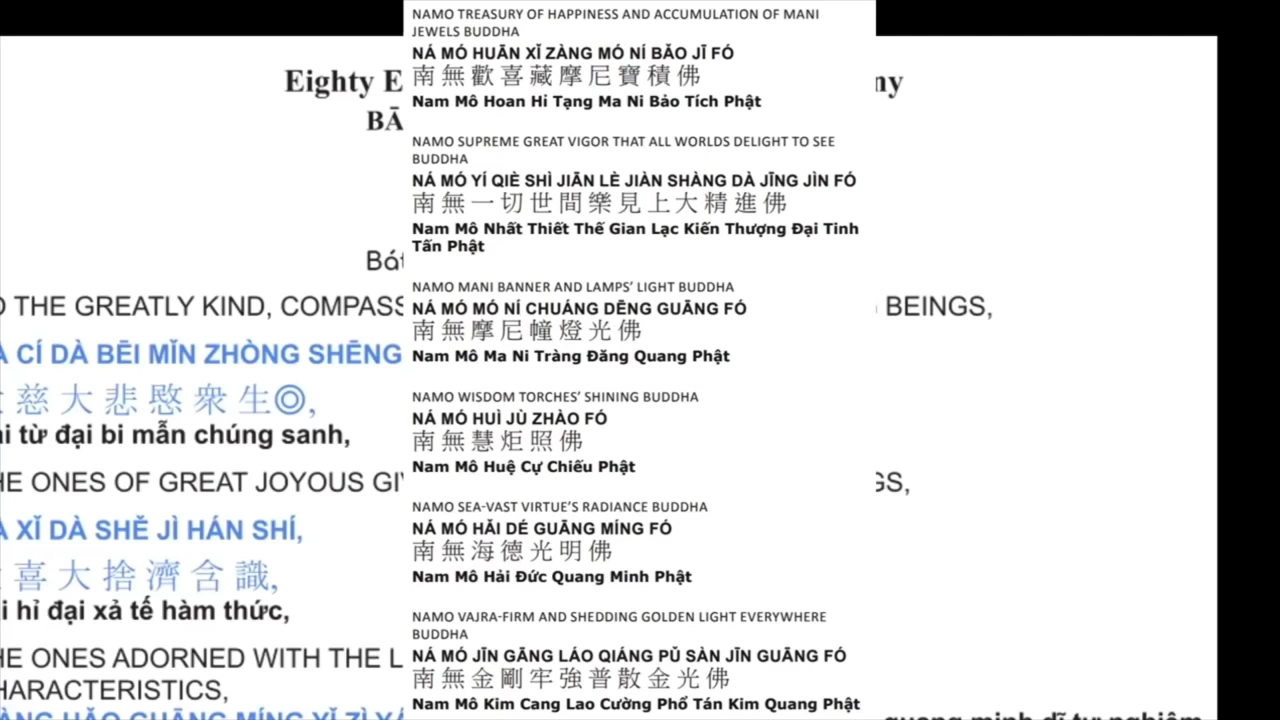 Eighty E
ny
BĀ
Bát
THE GREATLY KIND, COMPASS
BEINGS,
CÍ DÀ BĒI MǏN ZHÒNG SHĒNG
慈大悲愍衆生◎,
từ đại bi mẫn chúng sanh,
ONES OF GREAT JOYOUS GI
GS,
XǏ DÀ SHĚ JÌ HÁN SHÍ,
喜大捨濟含識,
hỉ đại xả tế hàm thức,
ONES ADORNED WITH THE L
HARACTERISTICS,
NAMO TREASURY OF HAPPINESS AND ACCUMULATION OF MANI
JEWELS BUDDHA
NÁ MÓ HUĀN XǏ ZÀNG MÓ NÍ BǍO JĪ FÓ
南無歡喜藏摩尼寶積佛
Nam Mô Hoan Hỉ Tạng Ma Ni Bảo Tích Phật
NAMO SUPREME GREAT VIGOR THAT ALL WORLDS DELIGHT TO SEE
BUDDHA
NÁ MÓ YÍ QIÈ SHÌ JIĀN LÈ JIÀN SHÀNG DÀ JĪNG JÌN FÓ
南無一切世間樂見上大精進佛
Nam Mô Nhất Thiết Thế Gian Lạc Kiến Thượng Đại Tinh
Tấn Phật
NAMO MANI BANNER AND LAMPS’ LIGHT BUDDHA
NÁ MÓ MÓ NÍ CHUÁNG DĒNG GUĀNG FÓ
南無摩尼幢燈光佛
Nam Mô Ma Ni Tràng Đăng Quang Phật
NAMO WISDOM TORCHES’ SHINING BUDDHA
NÁ MÓ HUÌ JÙ ZHÀO FÓ
南無慧炬照佛
Nam Mô Huệ Cự Chiếu Phật
NAMO SEA-VAST VIRTUE’S RADIANCE BUDDHA
NÁ MÓ HǍI DÉ GUĀNG MÍNG FÓ
南無海德光明佛
Nam Mô Hải Đức Quang Minh Phật
NAMO VAJRA-FIRM AND SHEDDING GOLDEN LIGHT EVERYWHERE
BUDDHA
NÁ MÓ JĪN GĀNG LÁO QIÁNG PǓ SÀN JĪN GUĀNG FÓ
南無金剛牢強普散金光佛
Nam Mô Kim Cang Lao Cường Phổ Tán Kim Quang Phật